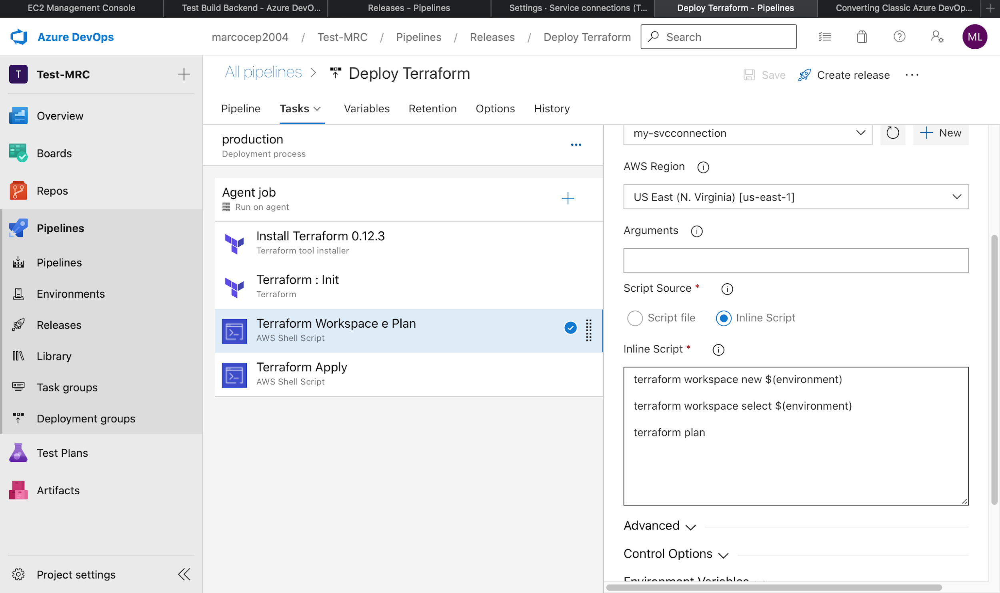 EC2 Management Console
Test Build Backend - Azure DevO...
Releases - Pipelines
Settings · Service connections (T...
Deploy Terraform - Pipelines
Converting Classic Azure DevOp...
Azure DevOps
marcocep2004 / Test-MRC / Pipelines / Releases / Deploy Terraform
Search
ML
T
Test-MRC
Overview
Boards
Repos
Pipelines
Pipelines
Environments
Releases
Library
Task groups
Deployment groups
Test Plans
Artifacts
Project settings
All pipelines > Deploy Terraform
Save
Create release
Pipeline
Tasks
Variables
Retention
Options
History
production
Deployment process
Agent job
Run on agent
Install Terraform 0.12.3
Terraform tool installer
Terraform : Init
Terraform
Terraform Workspace e Plan
AWS Shell Script
Terraform Apply
AWS Shell Script
my-svcconnection
New
AWS Region
US East (N. Virginia) [us-east-1]
Arguments
Script Source *
Script file
Inline Script
Inline Script *
terraform workspace new $(environment)
terraform workspace select $(environment)
terraform plan
Advanced
Control Options
Environment Variables